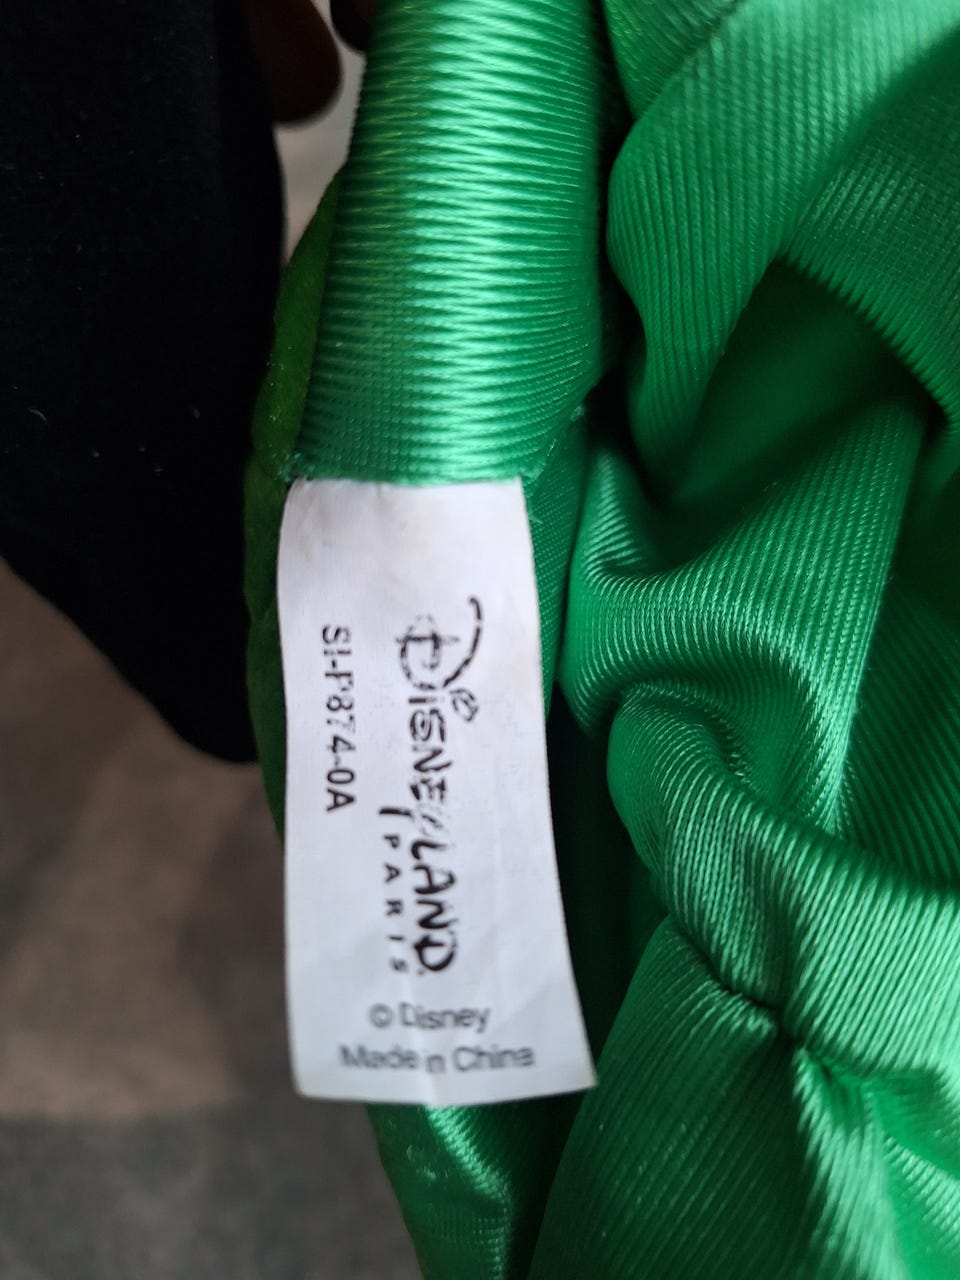 DISNEYLAND
PARIS
SI-P874-0A
© Disney
Made in China